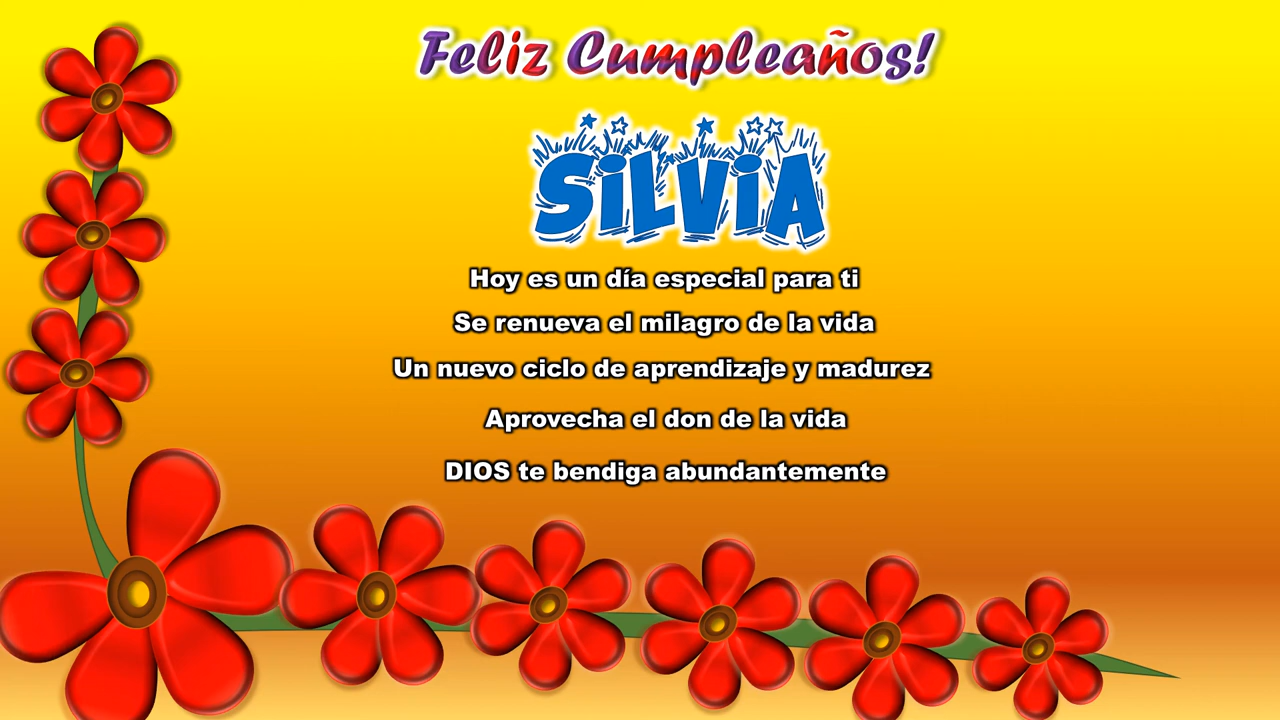 Feliz Cumpleaños!
SiLViA
Hoy es un día especial para ti
Se renueva el milagro de la vida
Un nuevo ciclo de aprendizaje y madurez
Aprovecha el don de la vida
DIOS te bendiga abundantemente